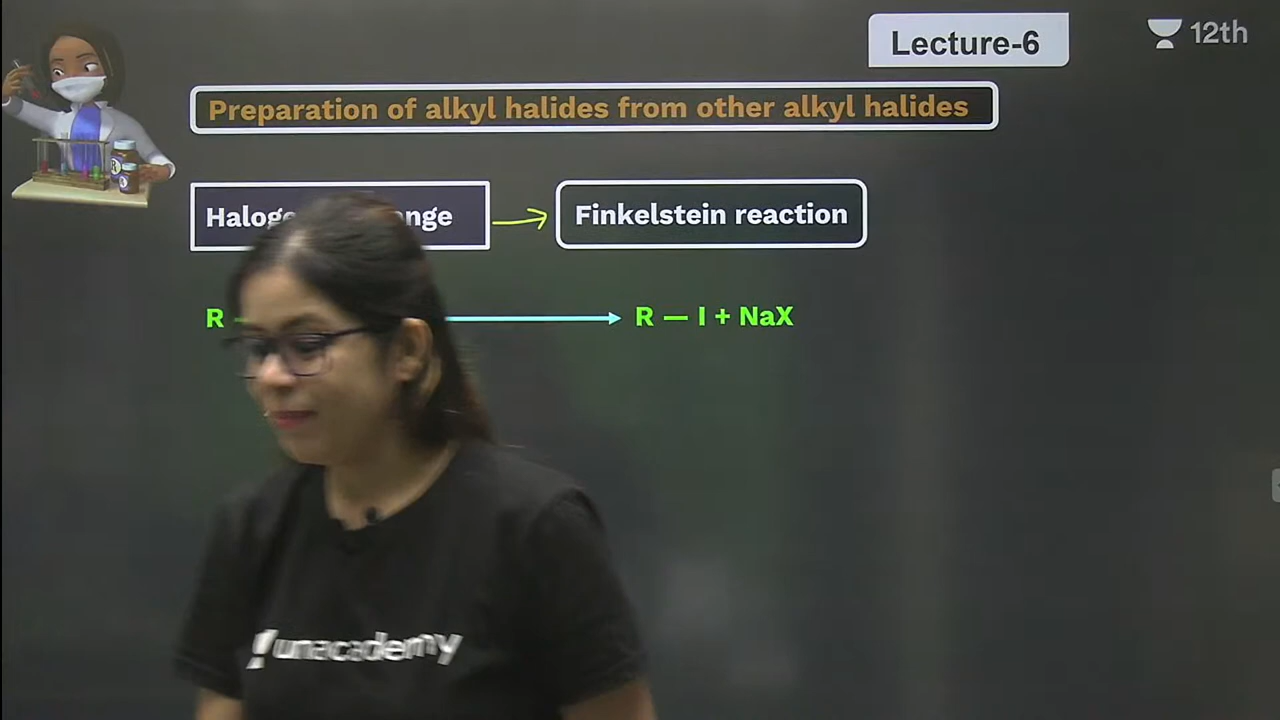 Lecture-6
12th
Preparation of alkyl halides from other alkyl halides
Finkelstein reaction
R — I + NaX
R
unacademy